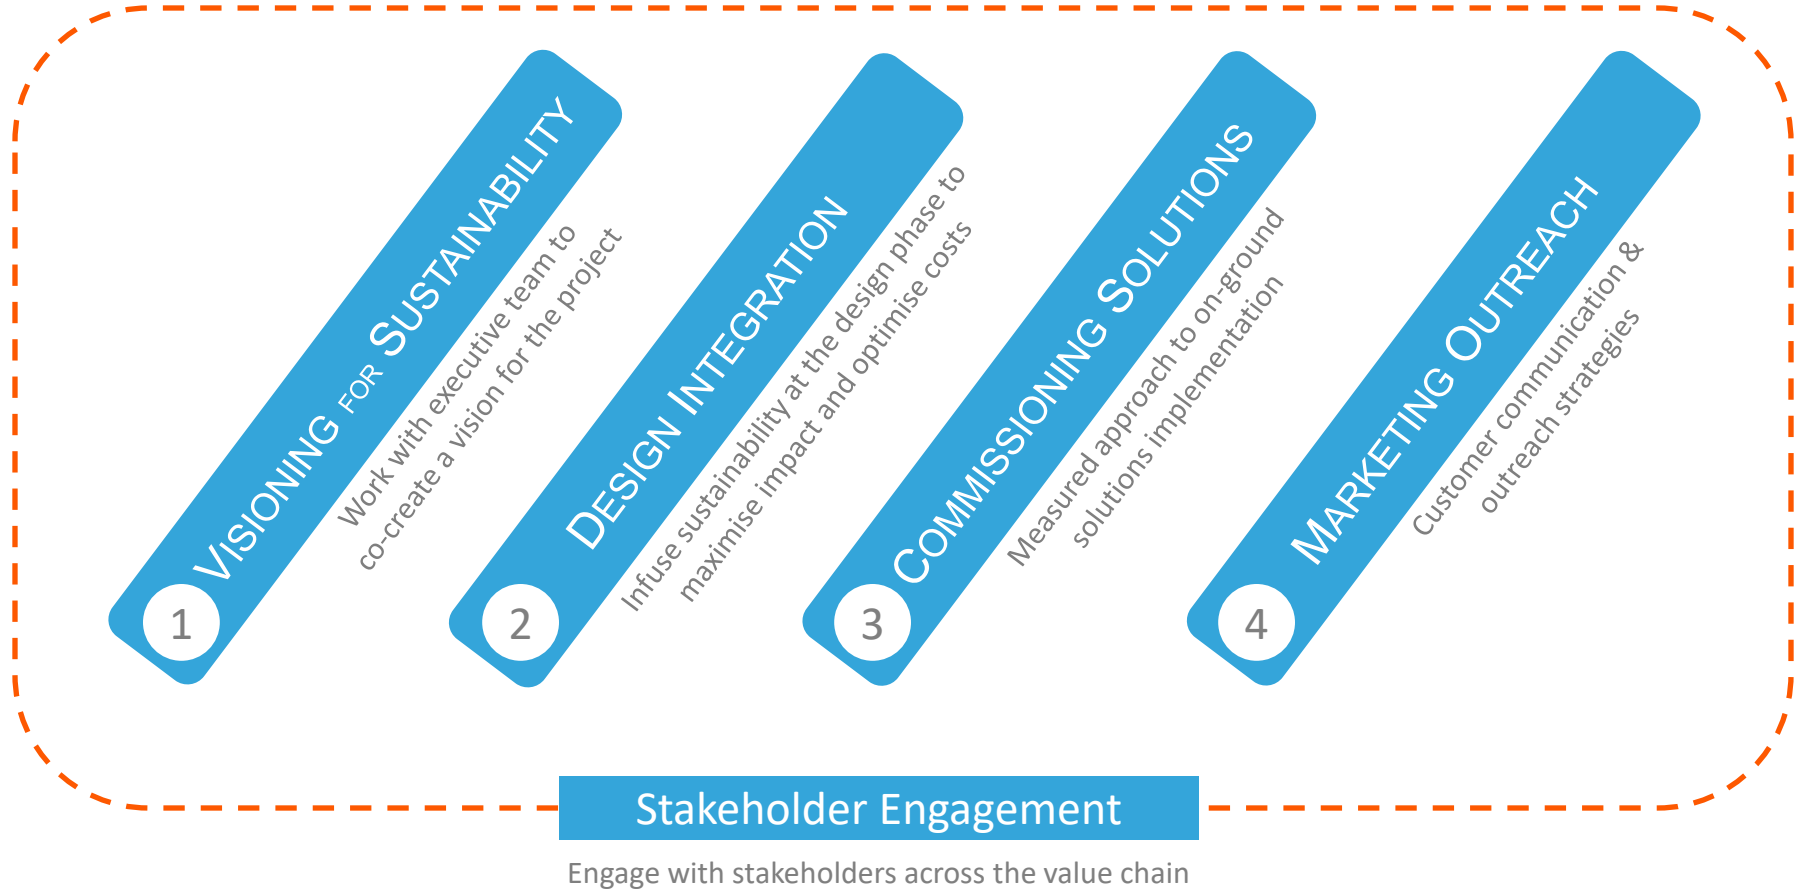 1
VISIONING FOR SUSTAINABILITY
Work with executive team to
co-create a vision for the project
2
DESIGN INTEGRATION
Infuse sustainability at the design phase to
maximise impact and optimise costs
3
COMMISSIONING SOLUTIONS
Measured approach to on-ground
solutions implementation
4
MARKETING OUTREACH
Customer communication &
outreach strategies
Stakeholder Engagement
Engage with stakeholders across the value chain